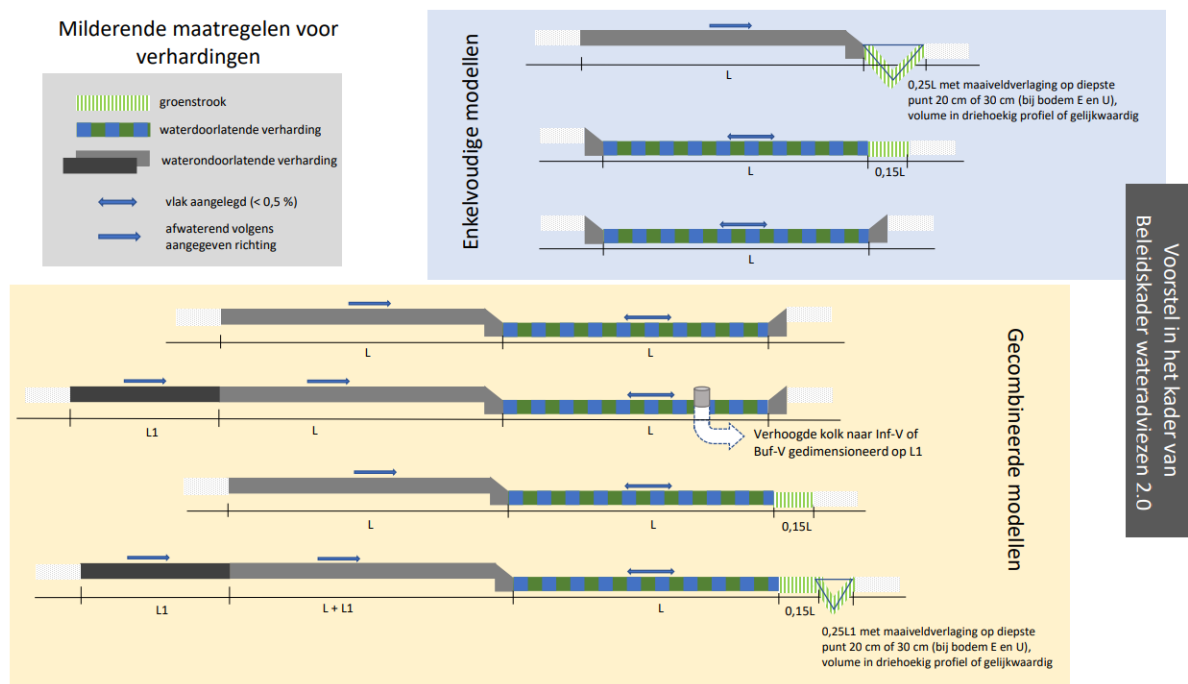 Milderende maatregelen voor
verhardingen
groenstrook
waterdoorlatende verharding
waterondoorlatende verharding
vlak aangelegd (< 0,5 %)
afwaterend volgens
aangegeven richting
Enkelvoudige modellen
L
0,25L met maaiveldverlaging op diepste
punt 20 cm of 30 cm (bij bodem E en U),
volume in driehoekig profiel of gelijkwaardig
L
0,15L
L
Voorstel in het kader van
Beleidskader wateradviezen 2.0
Gecombineerde modellen
L
L
L1
L
L
Verhoogde kolk naar Inf-V of
Buf-V gedimensioneerd op L1
L
L
0,15L
L1
L + L1
L
0,15L
0,25L1 met maaiveldverlaging op diepste
punt 20 cm of 30 cm (bij bodem E en U),
volume in driehoekig profiel of gelijkwaardig